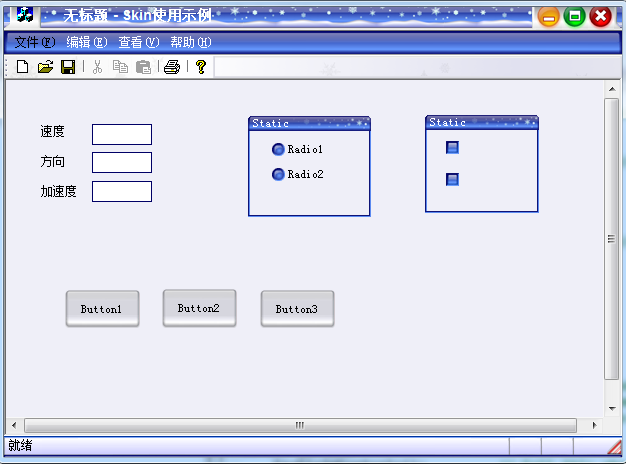 无标题 - Skin使用示例
文件(F) 编辑(E) 查看(V) 帮助(H)
速度
方向
加速度
Static
Radio1
Radio2
Static
Button1 Button2 Button3
就绪